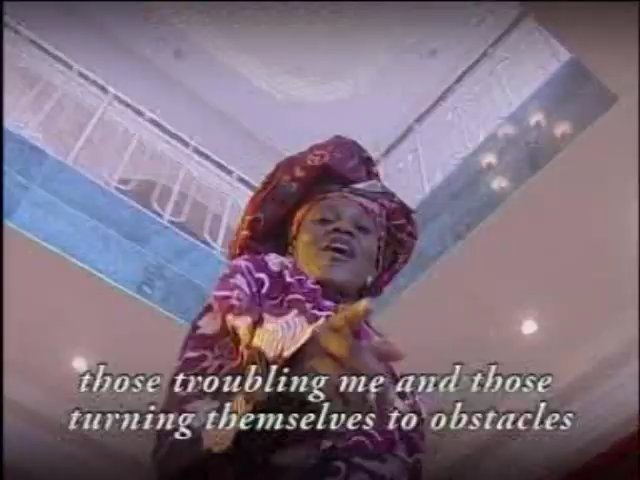 those troubling me and those
turning themselves to obstacles